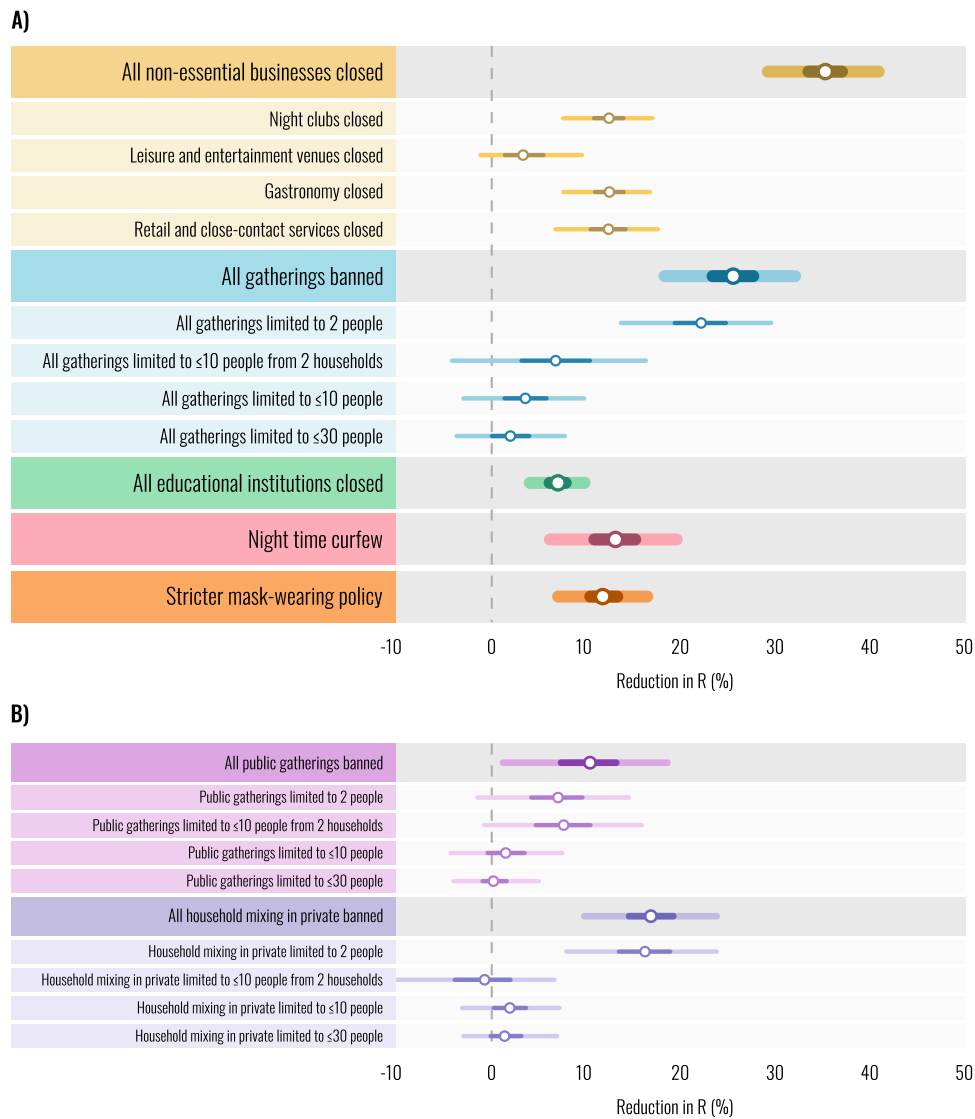 A)
All non-essential businesses closed
Night clubs closed
Leisure and entertainment venues closed
Gastronomy closed
Retail and close-contact services closed
All gatherings banned
All gatherings limited to 2 people
All gatherings limited to ≤10 people from 2 households
All gatherings limited to ≤10 people
All gatherings limited to ≤30 people
All educational institutions closed
Night time curfew
Stricter mask-wearing policy
-10 0 10 20 30 40 50
Reduction in R (%)
B)
All public gatherings banned
Public gatherings limited to 2 people
Public gatherings limited to ≤10 people from 2 households
Public gatherings limited to ≤10 people
Public gatherings limited to ≤30 people
All household mixing in private banned
Household mixing in private limited to 2 people
Household mixing in private limited to ≤10 people from 2 households
Household mixing in private limited to ≤10 people
Household mixing in private limited to ≤30 people
-10 0 10 20 30 40 50
Reduction in R (%)